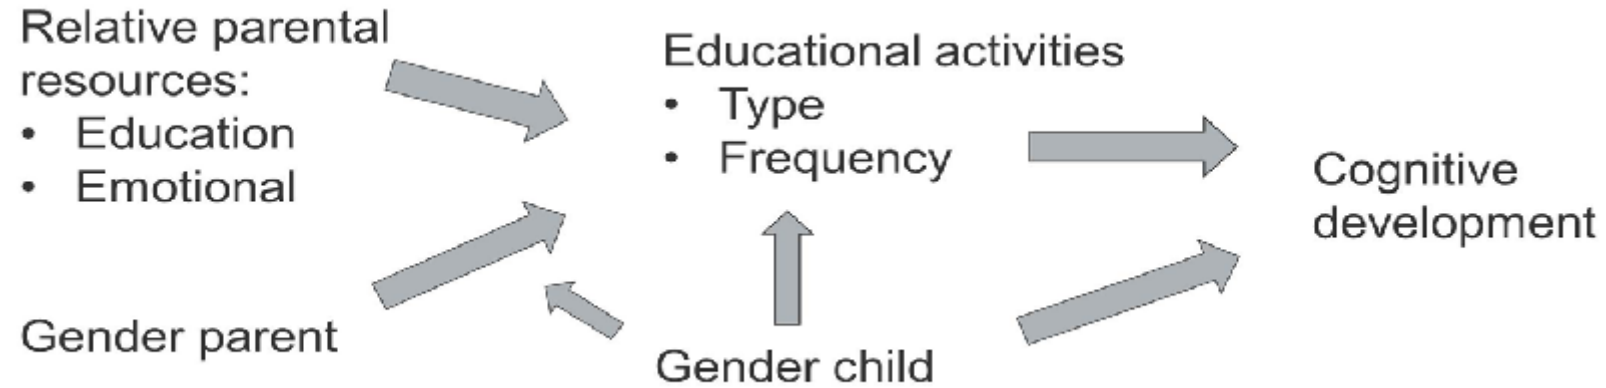 Relative parental
resources:
• Education
• Emotional
Gender parent
Educational activities
• Type
• Frequency
Gender child
Cognitive
development